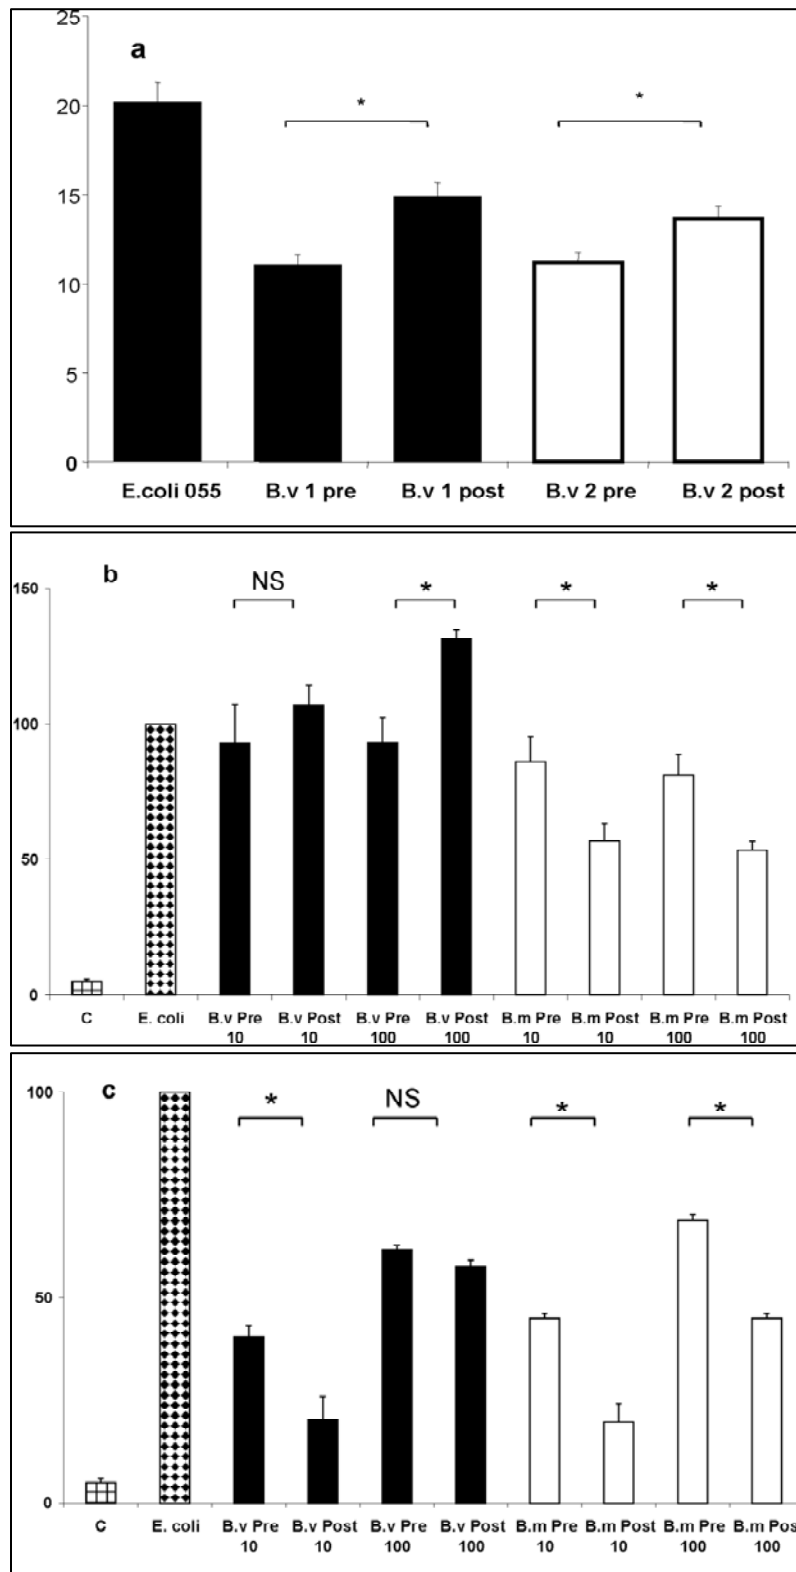 a
25
20
15
10
5
0
* *
E.coli 055 B.v 1 pre B.v 1 post B.v 2 pre B.v 2 post
b
NS * * *
150
100
50
0
C E. coli B.v Pre B.v Post B.v Pre B.v Post B.m Pre B.m Post B.m Pre B.m Post
10 10 100 100 10 10 100 100
c
* NS * *
100
50
0
C E. coli B.v Pre B.v Post B.v Pre B.v Post B.m Pre B.m Post B.m Pre B.m Post
10 10 100 100 10 10 100 100